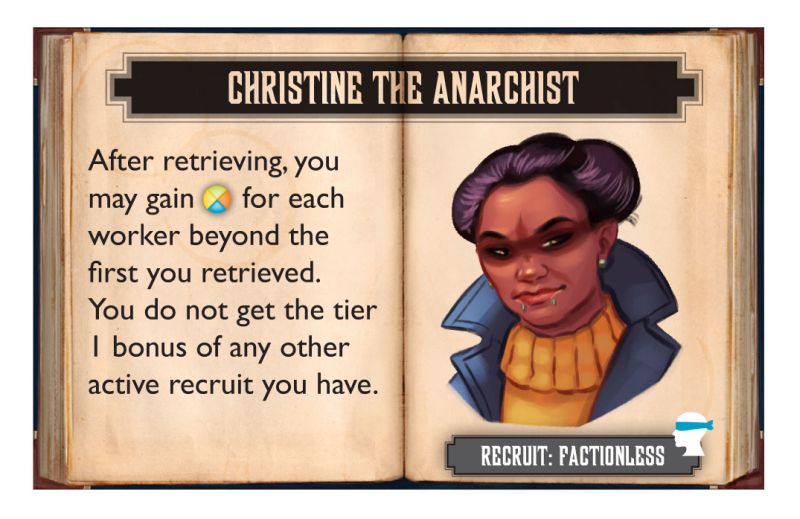 CHRISTINE THE ANARCHIST
After retrieving, you
may gain for each
worker beyond the
first you retrieved.
You do not get the tier
1 bonus of any other
active recruit you have.
RECRUIT: FACTIONLESS